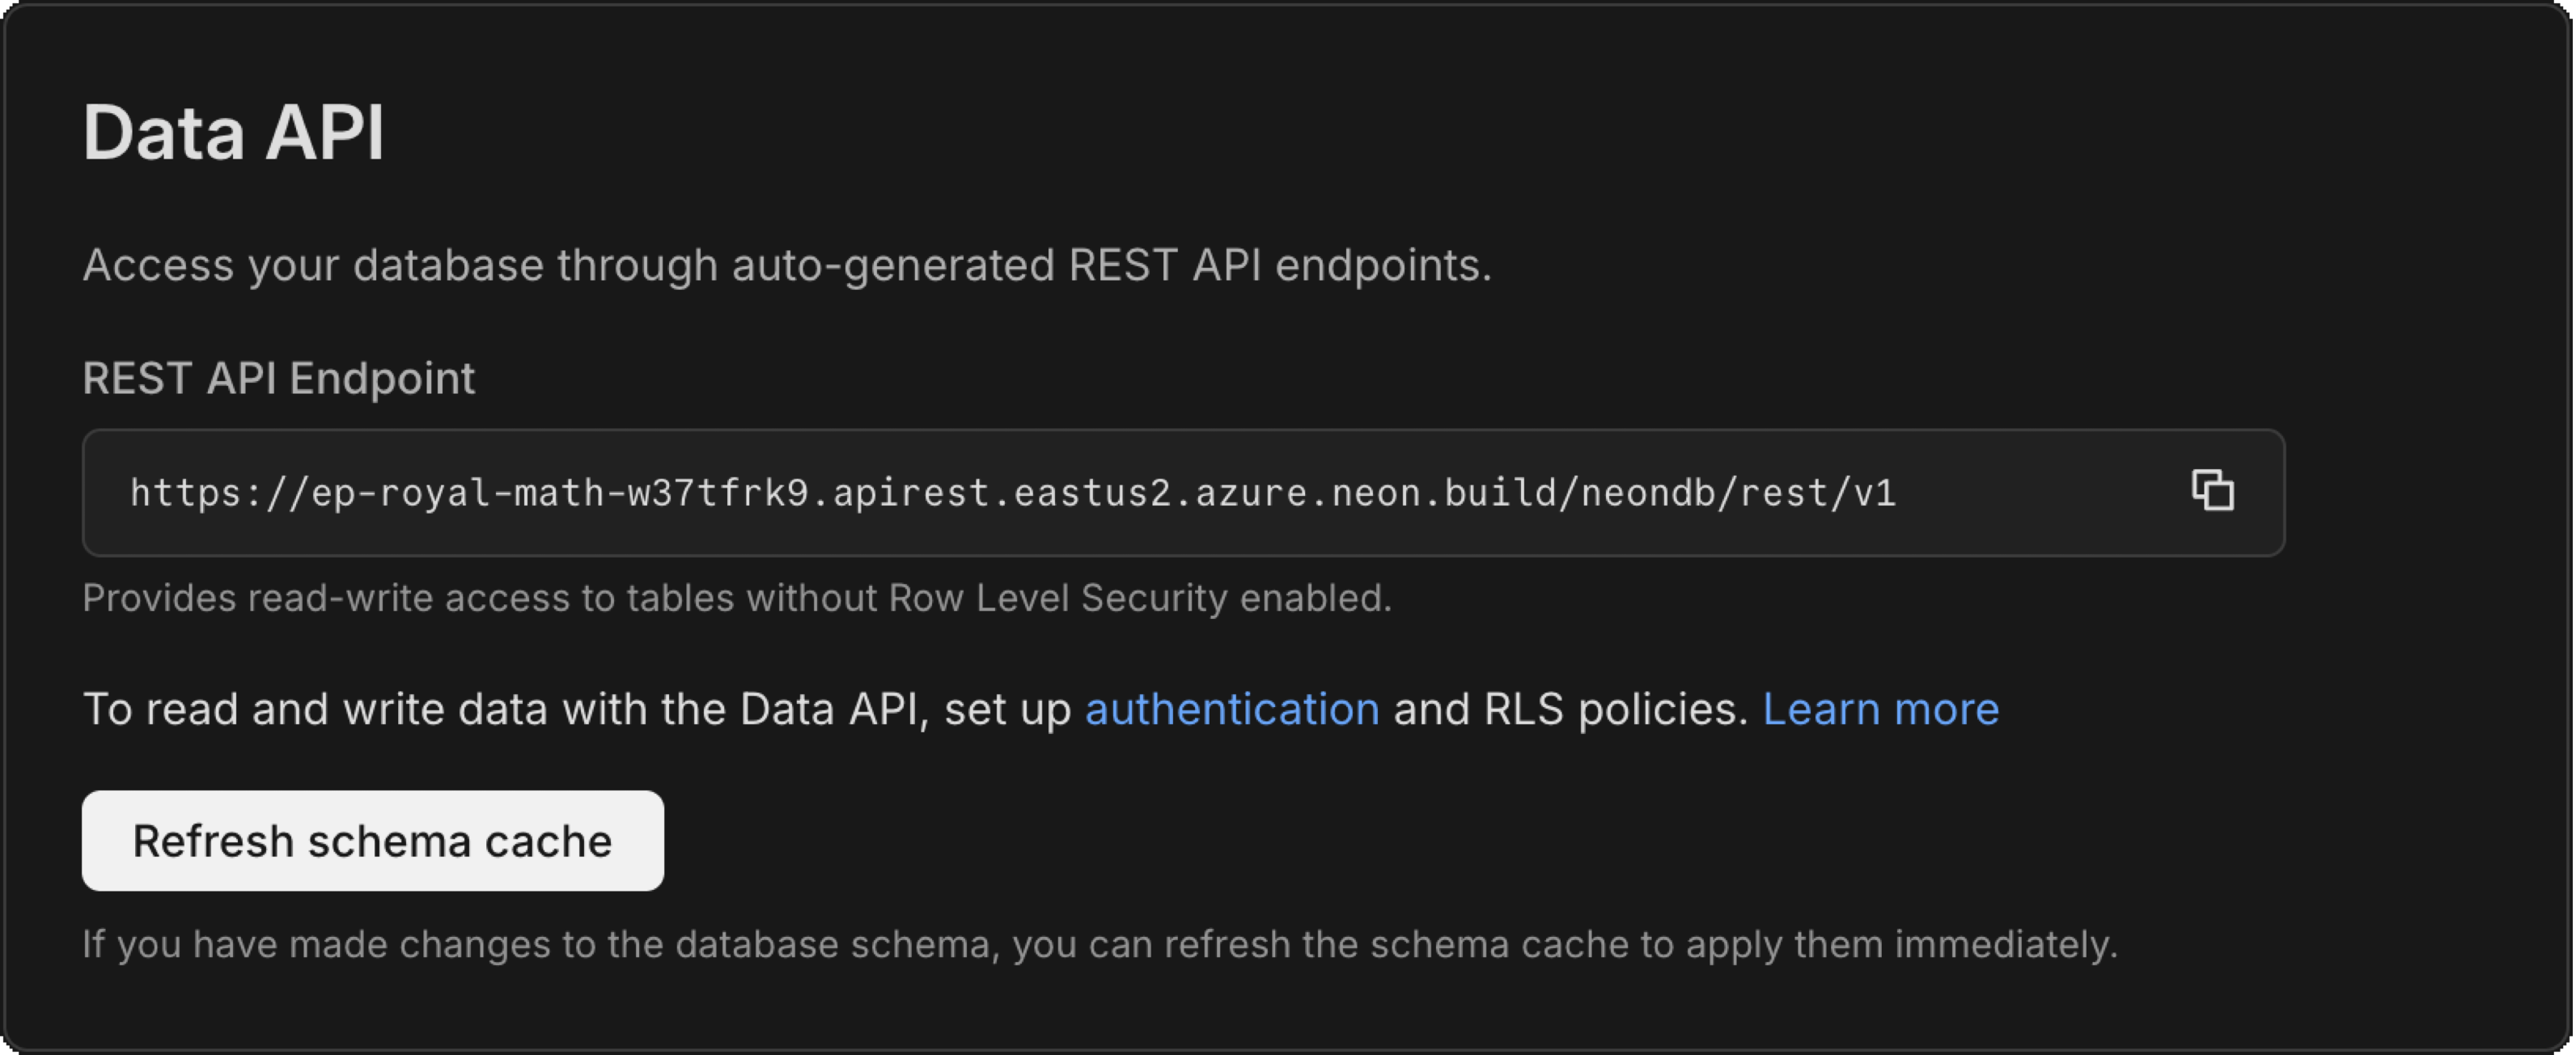 Data API
Access your database through auto-generated REST API endpoints.
REST API Endpoint
https://ep-royal-math-w37tfrk9.apirest.eastus2.azure.neon.build/neondb/rest/v1
Provides read-write access to tables without Row Level Security enabled.
To read and write data with the Data API, set up authentication and RLS policies. Learn more
Refresh schema cache
If you have made changes to the database schema, you can refresh the schema cache to apply them immediately.